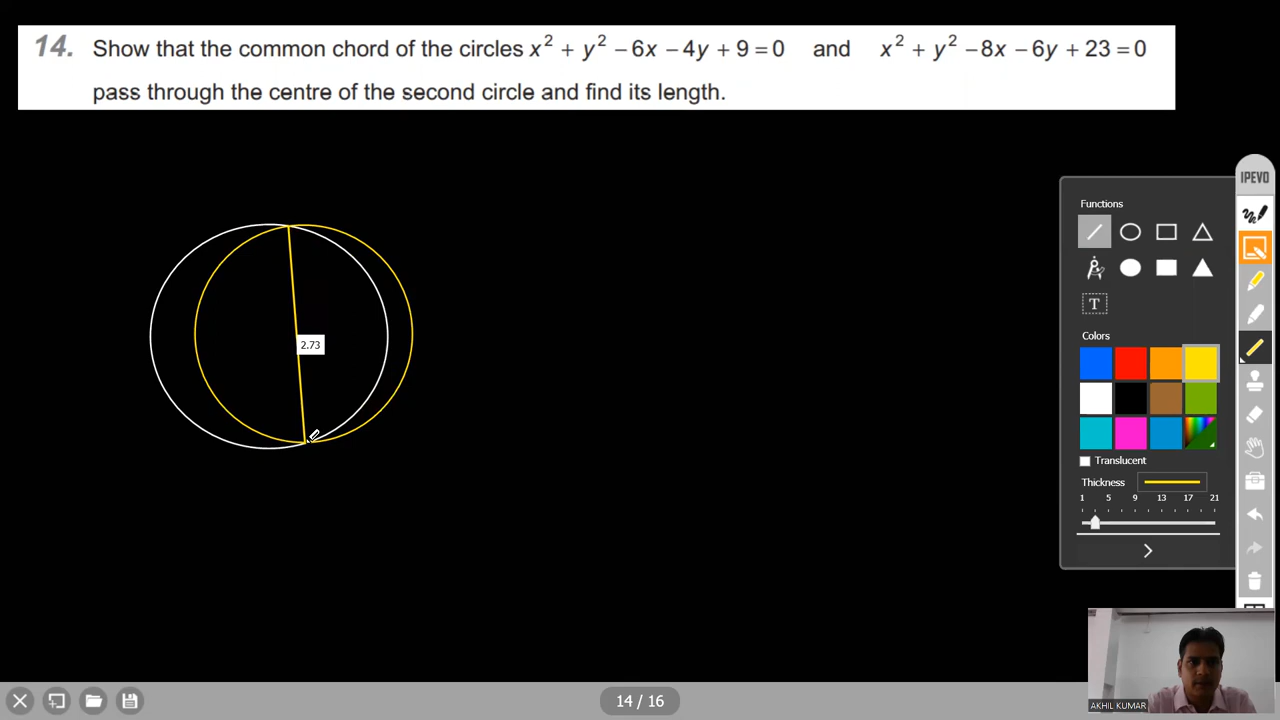 14. Show that the common chord of the circles x² + y² – 6x – 4y + 9 = 0 and x² + y² – 8x – 6y + 23 = 0
pass through the centre of the second circle and find its length.
IPEVO
Functions
T
2.73
Colors
Translucent
Thickness
1 5 9 13 17 21
14 / 16
AKHIL KUMAR